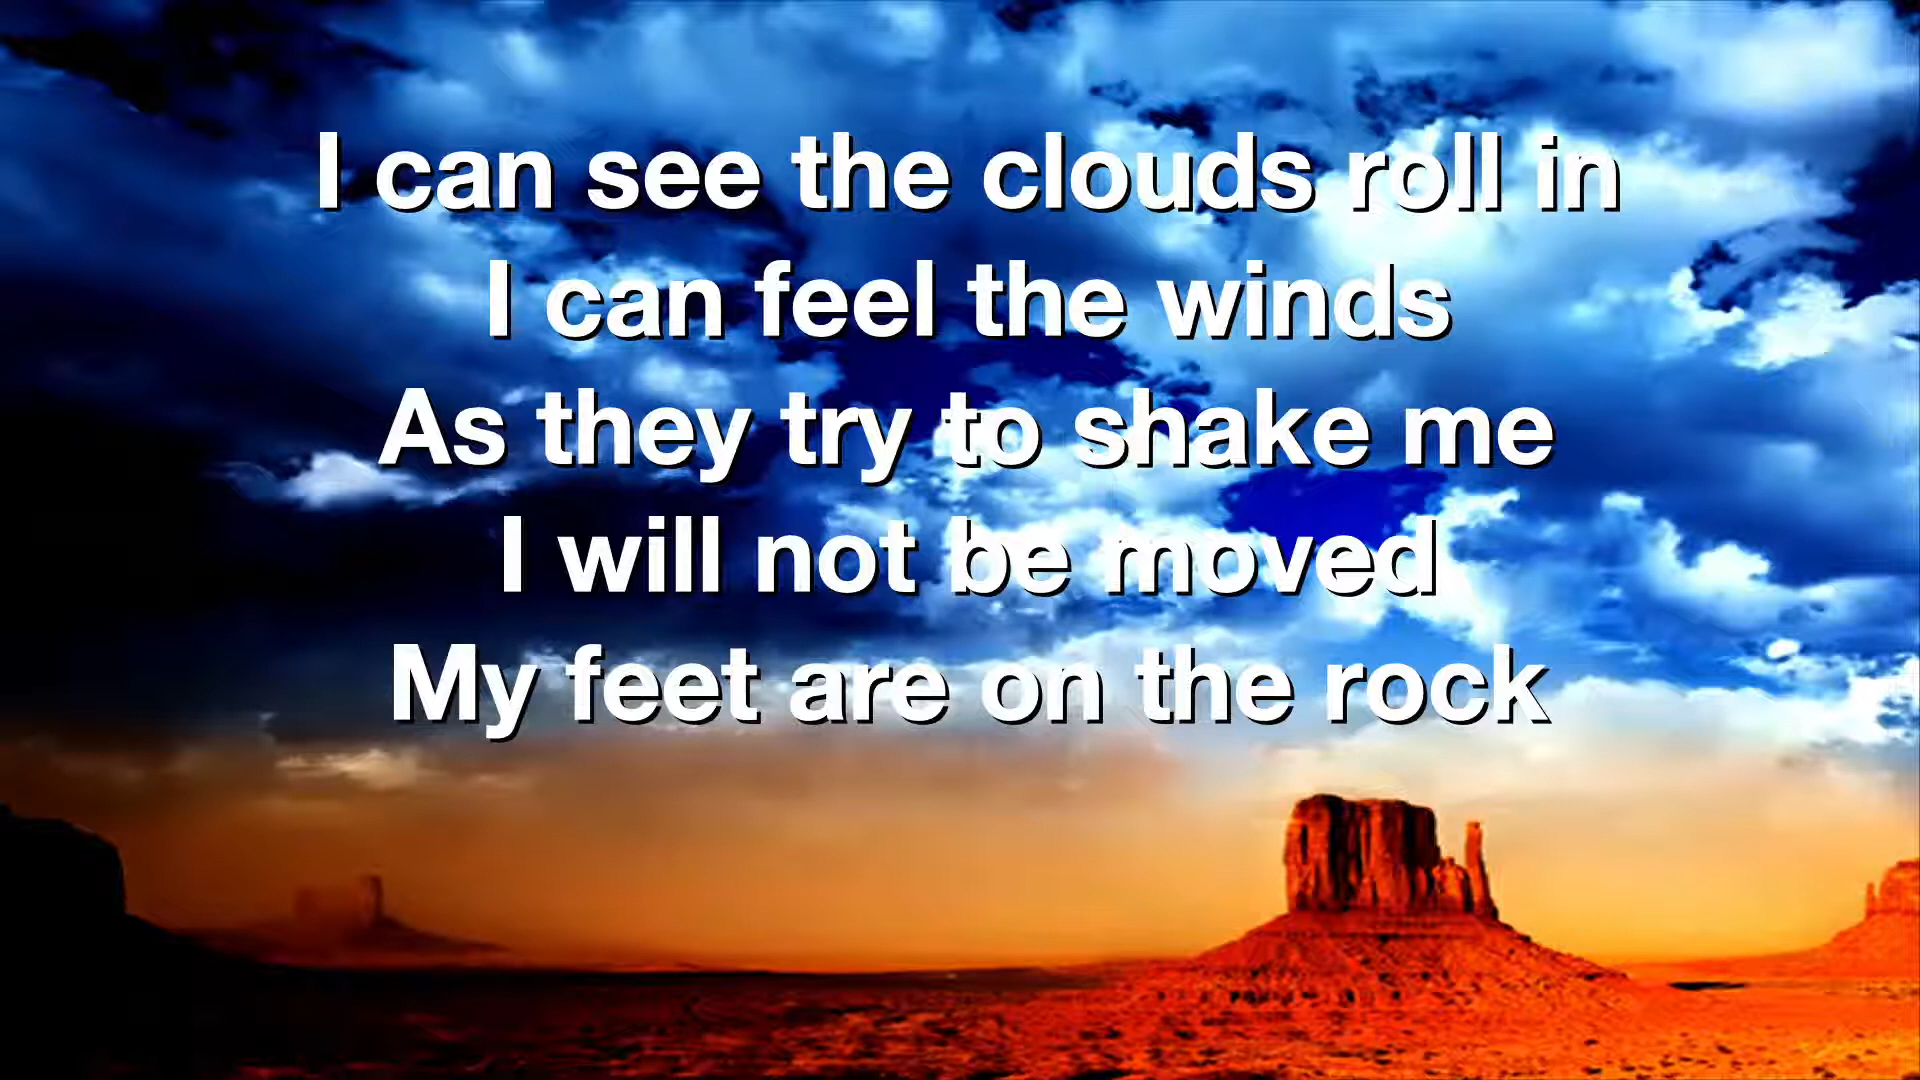 I can see the clouds roll in
I can feel the winds
As they try to shake me
I will not be moved
My feet are on the rock